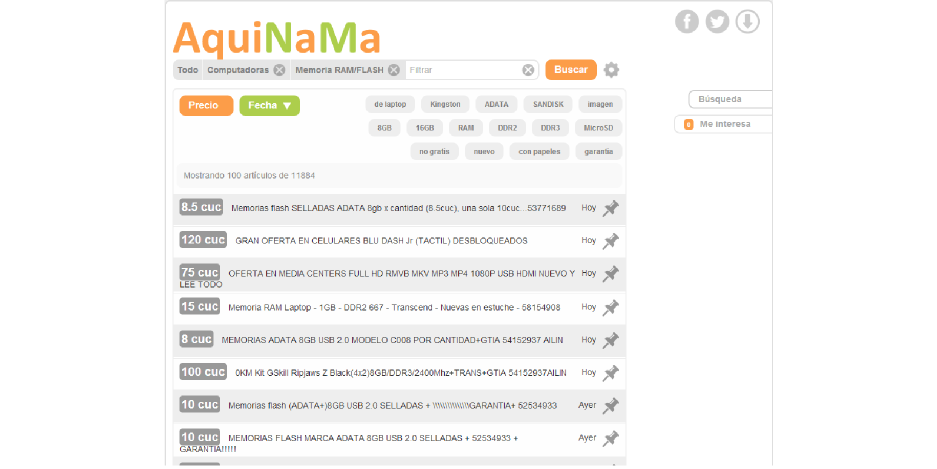 AquiNaMa
Todo Computadoras Memoria RAM/FLASH Filtrar Buscar
Búsqueda
6 Me interesa
Precio Fecha ▼ de laptop Kingston ADATA SANDISK imagen
8GB 16GB RAM DDR2 DDR3 MicroSD
no gratis nuevo con papeles garantia
Mostrando 100 artículos de 11884
8.5 cuc Memorias flash SELLADAS ADATA 8gb x cantidad (8.5cuc), una sola 10cuc...53771689 Hoy
120 cuc GRAN OFERTA EN CELULARES BLU DASH Jr (TACTIL) DESBLOQUEADOS Hoy
75 cuc OFERTA EN MEDIA CENTERS FULL HD RMVB MKV MP3 MP4 1080P USB HDMI NUEVO Y Hoy
LEE TODO
15 cuc Memoria RAM Laptop - 1GB - DDR2 667 - Transcend - Nuevas en estuche - 58154908 Hoy
8 cuc MEMORIAS ADATA 8GB USB 2.0 MODELO C008 POR CANTIDAD+GTIA 54152937 AILIN Hoy
100 cuc 0KM Kit GSkill Ripjaws Z Black(4x2)8GB/DDR3/2400Mhz+TRANS+GTIA 54152937AILIN Hoy
10 cuc Memorias flash (ADATA+)8GB USB 2.0 SELLADAS + \\\\\\\\\\\\\\GARANTIA+ 52534933 Ayer
10 cuc MEMORIAS FLASH MARCA ADATA 8GB USB 2.0 SELLADAS + 52534933 + Ayer
GARANTIA!!!!!